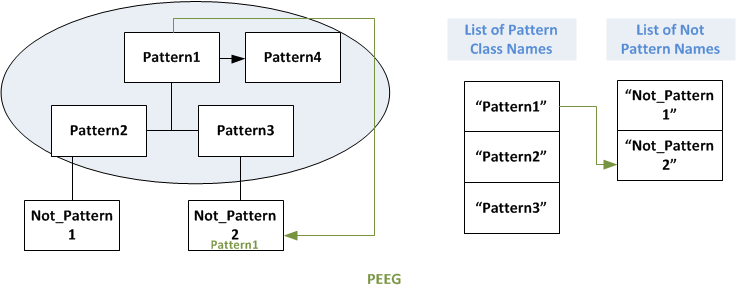 Pattern1
Pattern4
Pattern2
Pattern3
Not_Pattern
1
Not_Pattern
2
Pattern1
List of Pattern
Class Names
“Pattern1”
“Pattern2”
“Pattern3”
List of Not
Pattern Names
“Not_Pattern
1”
“Not_Pattern
2”
PEEG